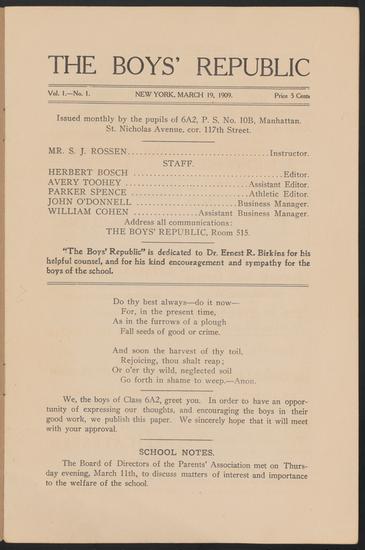 THE BOYS' REPUBLIC
Vol. 1.—No. 1. NEW YORK, MARCH 19, 1909. Price 5 Cents
Issued monthly by the pupils of 6A2, P. S. No. 10B, Manhattan.
St. Nicholas Avenue, cor. 117th Street.
MR. S. J. ROSSEN..............................Instructor.
STAFF.
HERBERT BOSCH ..............................Editor.
AVERY TOOHEY ..............................Assistant Editor.
PARKER SPENCE ..............................Athletic Editor.
JOHN O'DONNELL ..............................Business Manager.
WILLIAM COHEN ..............................Assistant Business Manager.
Address all communications:
THE BOYS' REPUBLIC, Room 515.
"The Boys' Republic" is dedicated to Dr. Ernest R. Birkins for his
helpful counsel, and for his kind encouragement and sympathy for the
boys of the school.
Do thy best always—do it now—
For, in the present time,
As in the furrows of a plough
Fall seeds of good or crime.
And soon the harvest of thy toil,
Rejoicing, thou shalt reap;
Or o'er thy wild, neglected soil
Go forth in shame to weep.—Anon.
We, the boys of Class 6A2, greet you. In order to have an oppor-
tunity of expressing our thoughts, and encouraging the boys in their
good work, we publish this paper. We sincerely hope that it will meet
with your approval.
SCHOOL NOTES.
The Board of Directors of the Parents' Association met on Thurs-
day evening, March 11th, to discuss matters of interest and importance
to the welfare of the school.